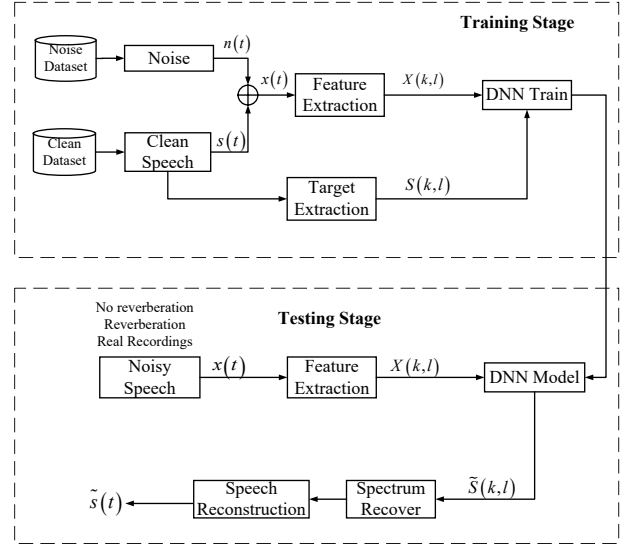 Training Stage
Noise
Dataset
Noise
n(t)
x(t)
Feature
Extraction
X(k,l)
DNN Train
Clean
Dataset
Clean
Speech
s(t)
Target
Extraction
S(k,l)
No reverberation
Reverberation
Real Recordings
Testing Stage
Noisy
Speech
x(t)
Feature
Extraction
X(k,l)
DNN Model
s̃(t)
Speech
Reconstruction
Spectrum
Recover
S̃(k,l)